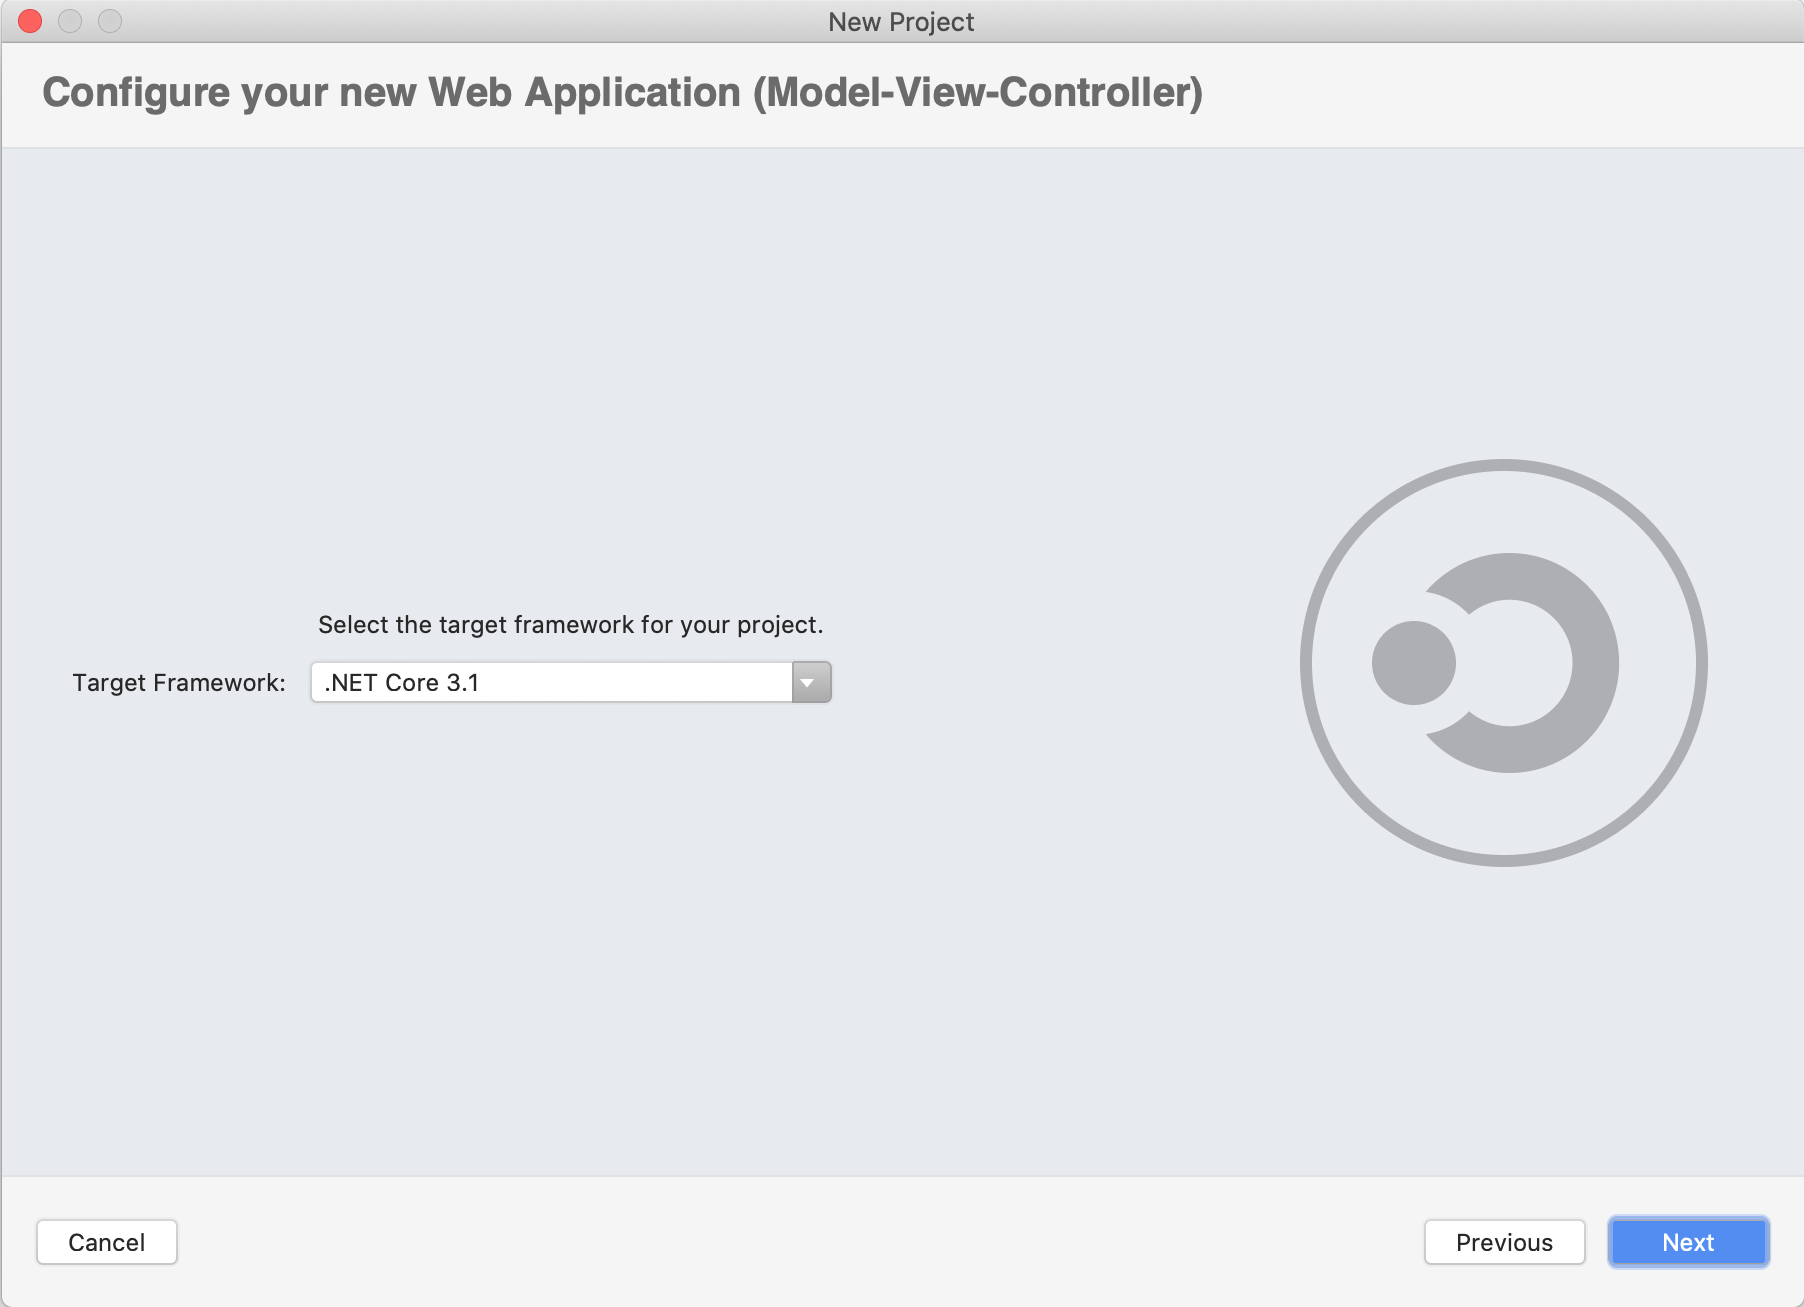 New Project
Configure your new Web Application (Model-View-Controller)
Select the target framework for your project.
Target Framework: .NET Core 3.1
Cancel Previous Next